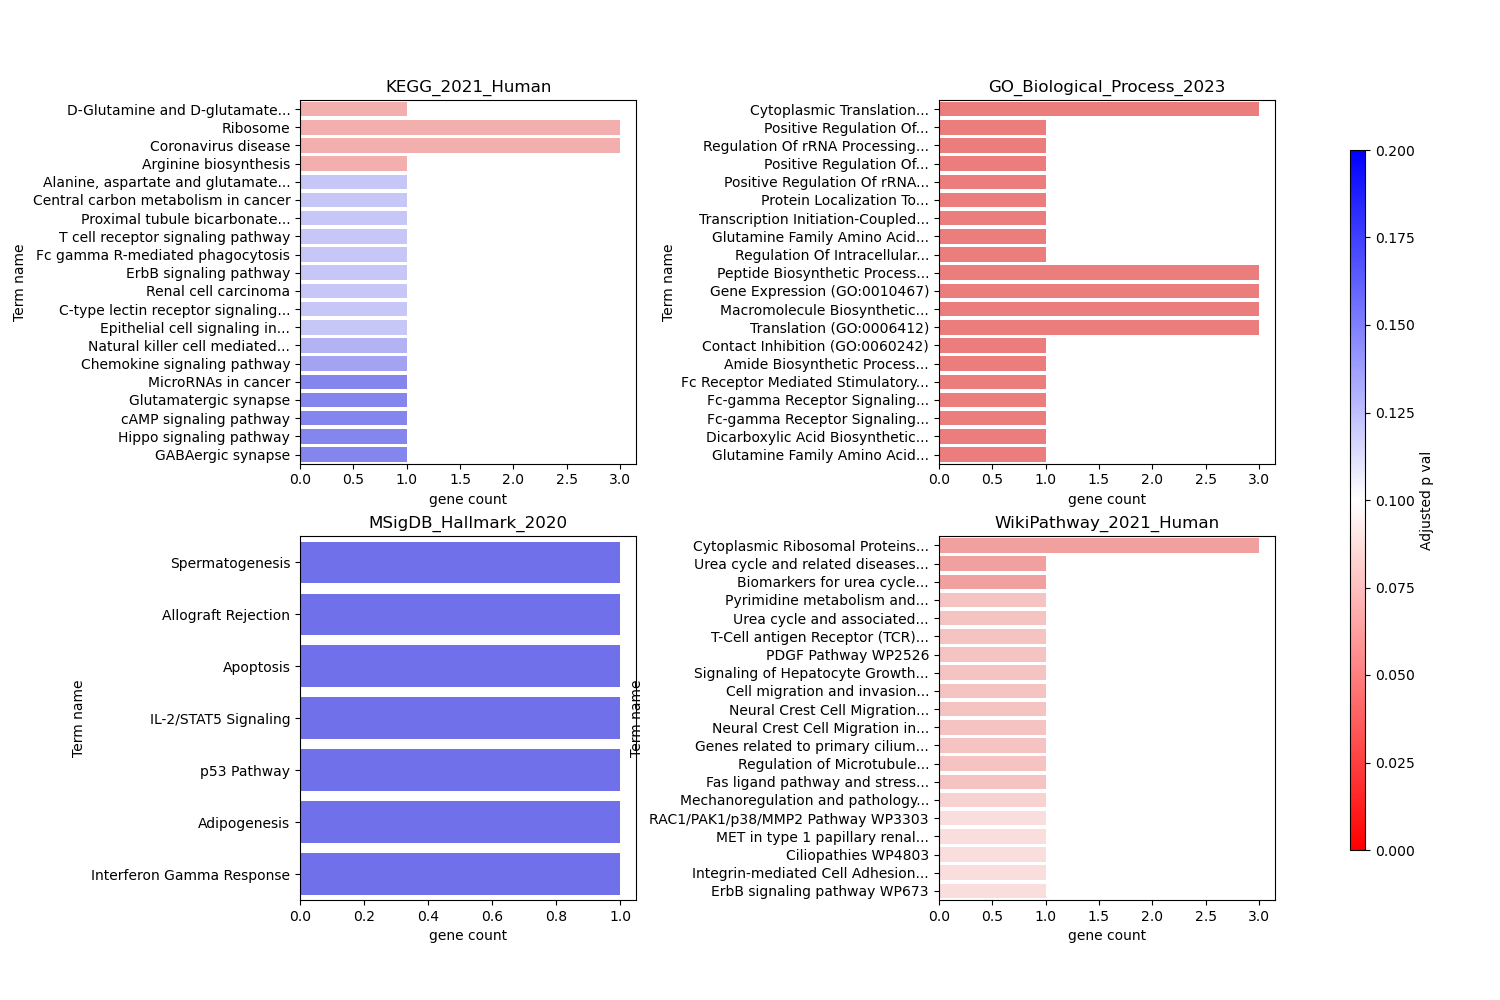 KEGG_2021_Human
Term name
D-Glutamine and D-glutamate...
Ribosome
Coronavirus disease
Arginine biosynthesis
Alanine, aspartate and glutamate...
Central carbon metabolism in cancer
Proximal tubule bicarbonate...
T cell receptor signaling pathway
Fc gamma R-mediated phagocytosis
ErbB signaling pathway
Renal cell carcinoma
C-type lectin receptor signaling...
Epithelial cell signaling in...
Natural killer cell mediated...
Chemokine signaling pathway
MicroRNAs in cancer
Glutamatergic synapse
cAMP signaling pathway
Hippo signaling pathway
GABAergic synapse
0.0 0.5 1.0 1.5 2.0 2.5 3.0
gene count
GO_Biological_Process_2023
Term name
Cytoplasmic Translation...
Positive Regulation Of...
Regulation Of rRNA Processing...
Positive Regulation Of...
Positive Regulation Of rRNA...
Protein Localization To...
Transcription Initiation-Coupled...
Glutamine Family Amino Acid...
Regulation Of Intracellular...
Peptide Biosynthetic Process...
Gene Expression (GO:0010467)
Macromolecule Biosynthetic...
Translation (GO:0006412)
Contact Inhibition (GO:0060242)
Amide Biosynthetic Process...
Fc Receptor Mediated Stimulatory...
Fc-gamma Receptor Signaling...
Fc-gamma Receptor Signaling...
Dicarboxylic Acid Biosynthetic...
Glutamine Family Amino Acid...
0.0 0.5 1.0 1.5 2.0 2.5 3.0
gene count
MSigDB_Hallmark_2020
Term name
Spermatogenesis
Allograft Rejection
Apoptosis
IL-2/STAT5 Signaling
p53 Pathway
Adipogenesis
Interferon Gamma Response
0.0 0.2 0.4 0.6 0.8 1.0
gene count
WikiPathway_2021_Human
Term name
Cytoplasmic Ribosomal Proteins...
Urea cycle and related diseases...
Biomarkers for urea cycle...
Pyrimidine metabolism and...
Urea cycle and associated...
T-Cell antigen Receptor (TCR)...
PDGF Pathway WP2526
Signaling of Hepatocyte Growth...
Cell migration and invasion...
Neural Crest Cell Migration...
Neural Crest Cell Migration in...
Genes related to primary cilium...
Regulation of Microtubule...
Fas ligand pathway and stress...
Mechanoregulation and pathology...
RAC1/PAK1/p38/MMP2 Pathway WP3303
MET in type 1 papillary renal...
Ciliopathies WP4803
Integrin-mediated Cell Adhesion...
ErbB signaling pathway WP673
0.0 0.5 1.0 1.5 2.0 2.5 3.0
gene count
0.200
0.175
0.150
0.125
0.100
0.075
0.050
0.025
0.000
Adjusted p val